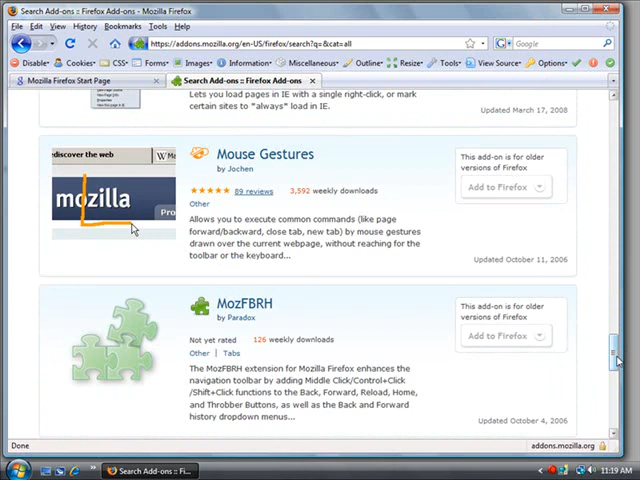 Search Add-ons :: Firefox Add-ons - Mozilla Firefox
File Edit View History Bookmarks Tools Help
https://addons.mozilla.org/en-US/firefox/search?q=&cat=all
Google
Disable Cookies CSS Forms Images Information Miscellaneous Outline Resize Tools View Source Options
Mozilla Firefox Start Page
Search Add-ons :: Firefox Add-ons
Lets you load pages in IE with a single right-click, or mark
certain sites to "always" load in IE.
Updated March 17, 2008
discover the web
W Ma
mozilla
Pro
Mouse Gestures
by Jochen
89 reviews 3,592 weekly downloads
Other
Allows you to execute common commands (like page
forward/backward, close tab, new tab) by mouse gestures
drawn over the current webpage, without reaching for the
toolbar or the keyboard...
This add-on is for older
versions of Firefox
Add to Firefox
Updated October 11, 2006
MozFBRH
by Paradox
Not yet rated 126 weekly downloads
Other | Tabs
The MozFBRH extension for Mozilla Firefox enhances the
navigation toolbar by adding Middle Click/Control+Click
/Shift+Click functions to the Back, Forward, Reload, Home,
and Throbber Buttons, as well as the Back and Forward
history dropdown menus...
This add-on is for older
versions of Firefox
Add to Firefox
Updated October 4, 2006
Done
addons.mozilla.org
Search Add-ons :: Fi...
11:19 AM